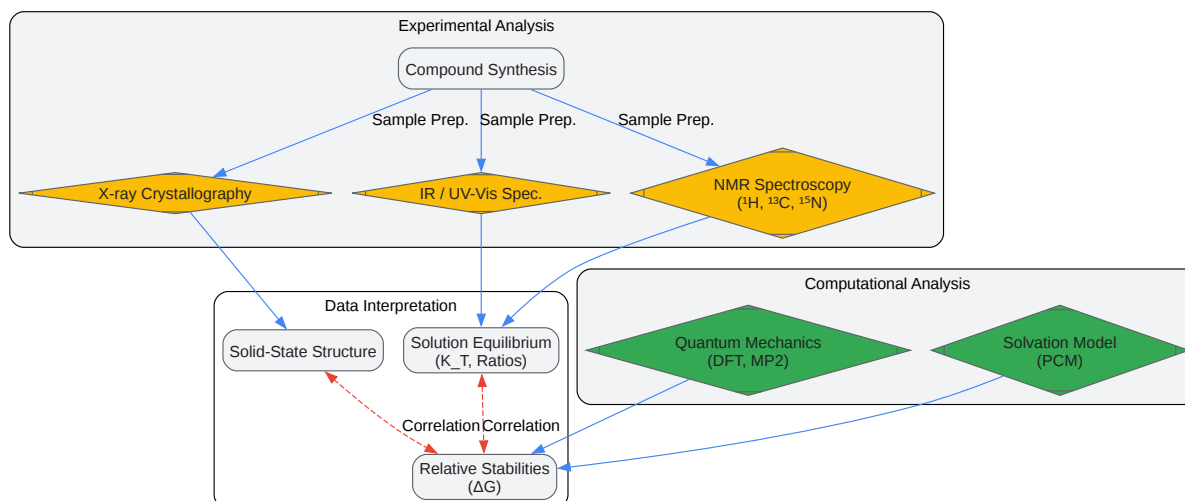 Experimental Analysis
Compound Synthesis
Sample Prep.
Sample Prep.
Sample Prep.
X-ray Crystallography
IR / UV-Vis Spec.
NMR Spectroscopy
(¹H, ¹³C, ¹⁵N)
Computational Analysis
Data Interpretation
Solid-State Structure
Solution Equilibrium
(K_T, Ratios)
Quantum Mechanics
(DFT, MP2)
Solvation Model
(PCM)
Correlation
Correlation
Relative Stabilities
(ΔG)